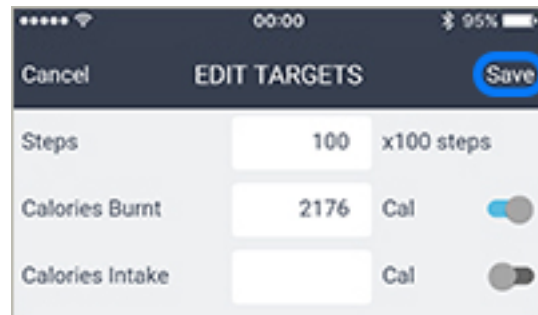 00:00 95%
Cancel EDIT TARGETS Save
Steps 100 x100 steps
Calories Burnt 2176 Cal
Calories Intake Cal